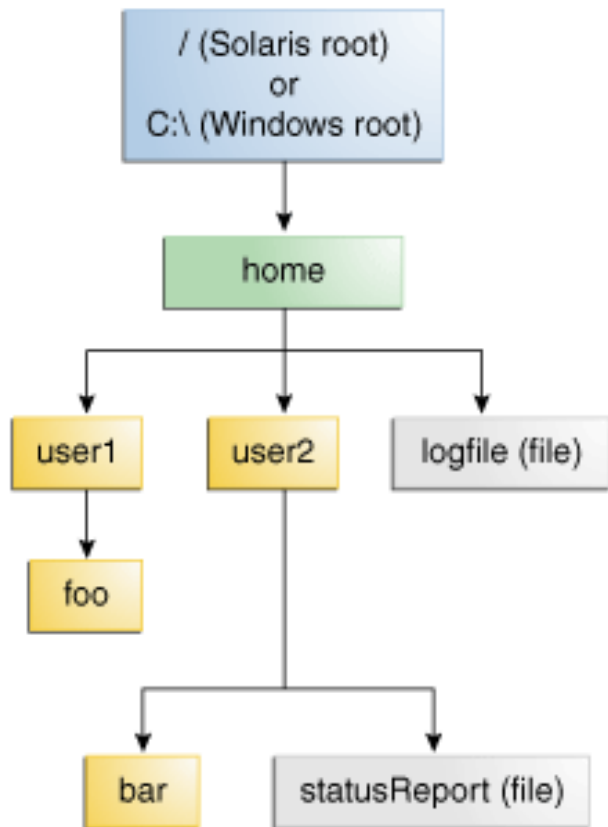 / (Solaris root)
or
C:\ (Windows root)
home
user1
user2
logfile (file)
foo
bar
statusReport (file)